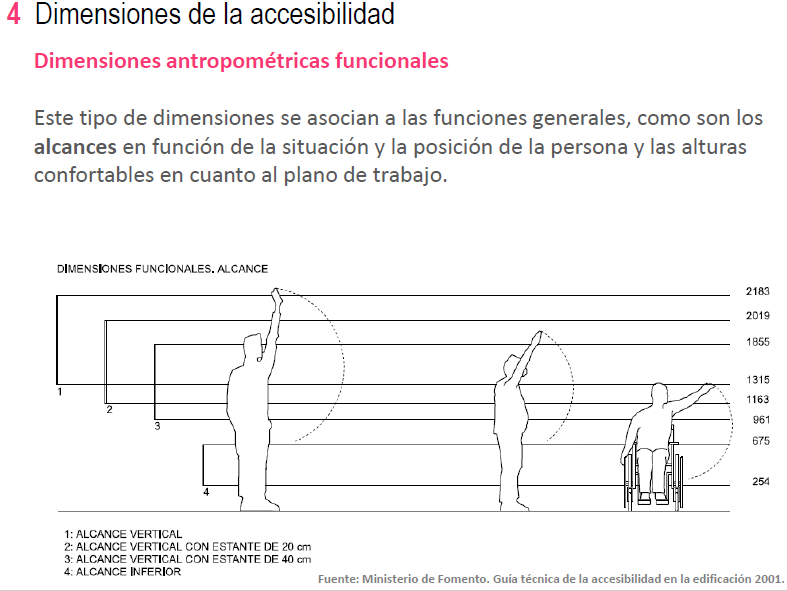 4 Dimensiones de la accesibilidad
Dimensiones antropométricas funcionales
Este tipo de dimensiones se asocian a las funciones generales, como son los
alcances en función de la situación y la posición de la persona y las alturas
confortables en cuanto al plano de trabajo.
DIMENSIONES FUNCIONALES. ALCANCE
2183
2019
1855
1315
1
1163
2
961
3
675
254
4
1: ALCANCE VERTICAL
2: ALCANCE VERTICAL CON ESTANTE DE 20 cm
3: ALCANCE VERTICAL CON ESTANTE DE 40 cm
4: ALCANCE INFERIOR
Fuente: Ministerio de Fomento. Guía técnica de la accesibilidad en la edificación 2001.